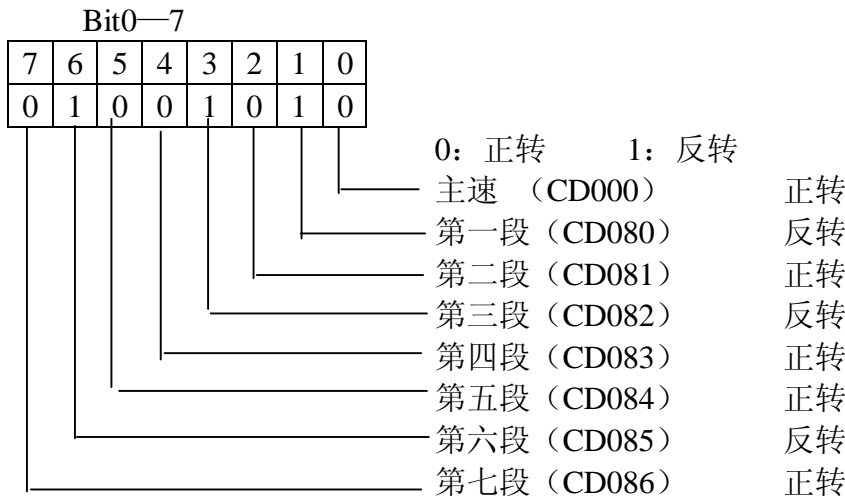 Bit0—7
7 6 5 4 3 2 1 0
0 1 0 0 1 0 1 0
0：正转 1：反转
主速 （CD000） 正转
第一段（CD080） 反转
第二段（CD081） 正转
第三段（CD082） 反转
第四段（CD083） 正转
第五段（CD084） 正转
第六段（CD085） 反转
第七段（CD086） 正转